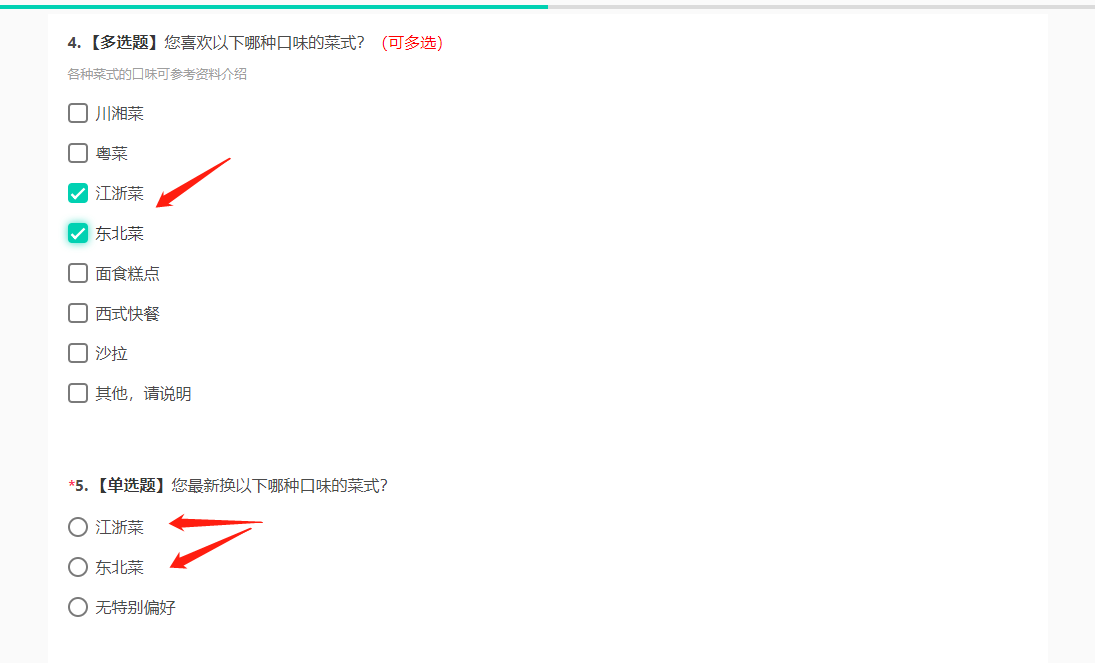 4. 【多选题】您喜欢以下哪种口味的菜式？（可多选）
各种菜式的口味可参考资料介绍
川湘菜
粤菜
江浙菜
东北菜
面食糕点
西式快餐
沙拉
其他，请说明
*5. 【单选题】您最新换以下哪种口味的菜式？
江浙菜
东北菜
无特别偏好